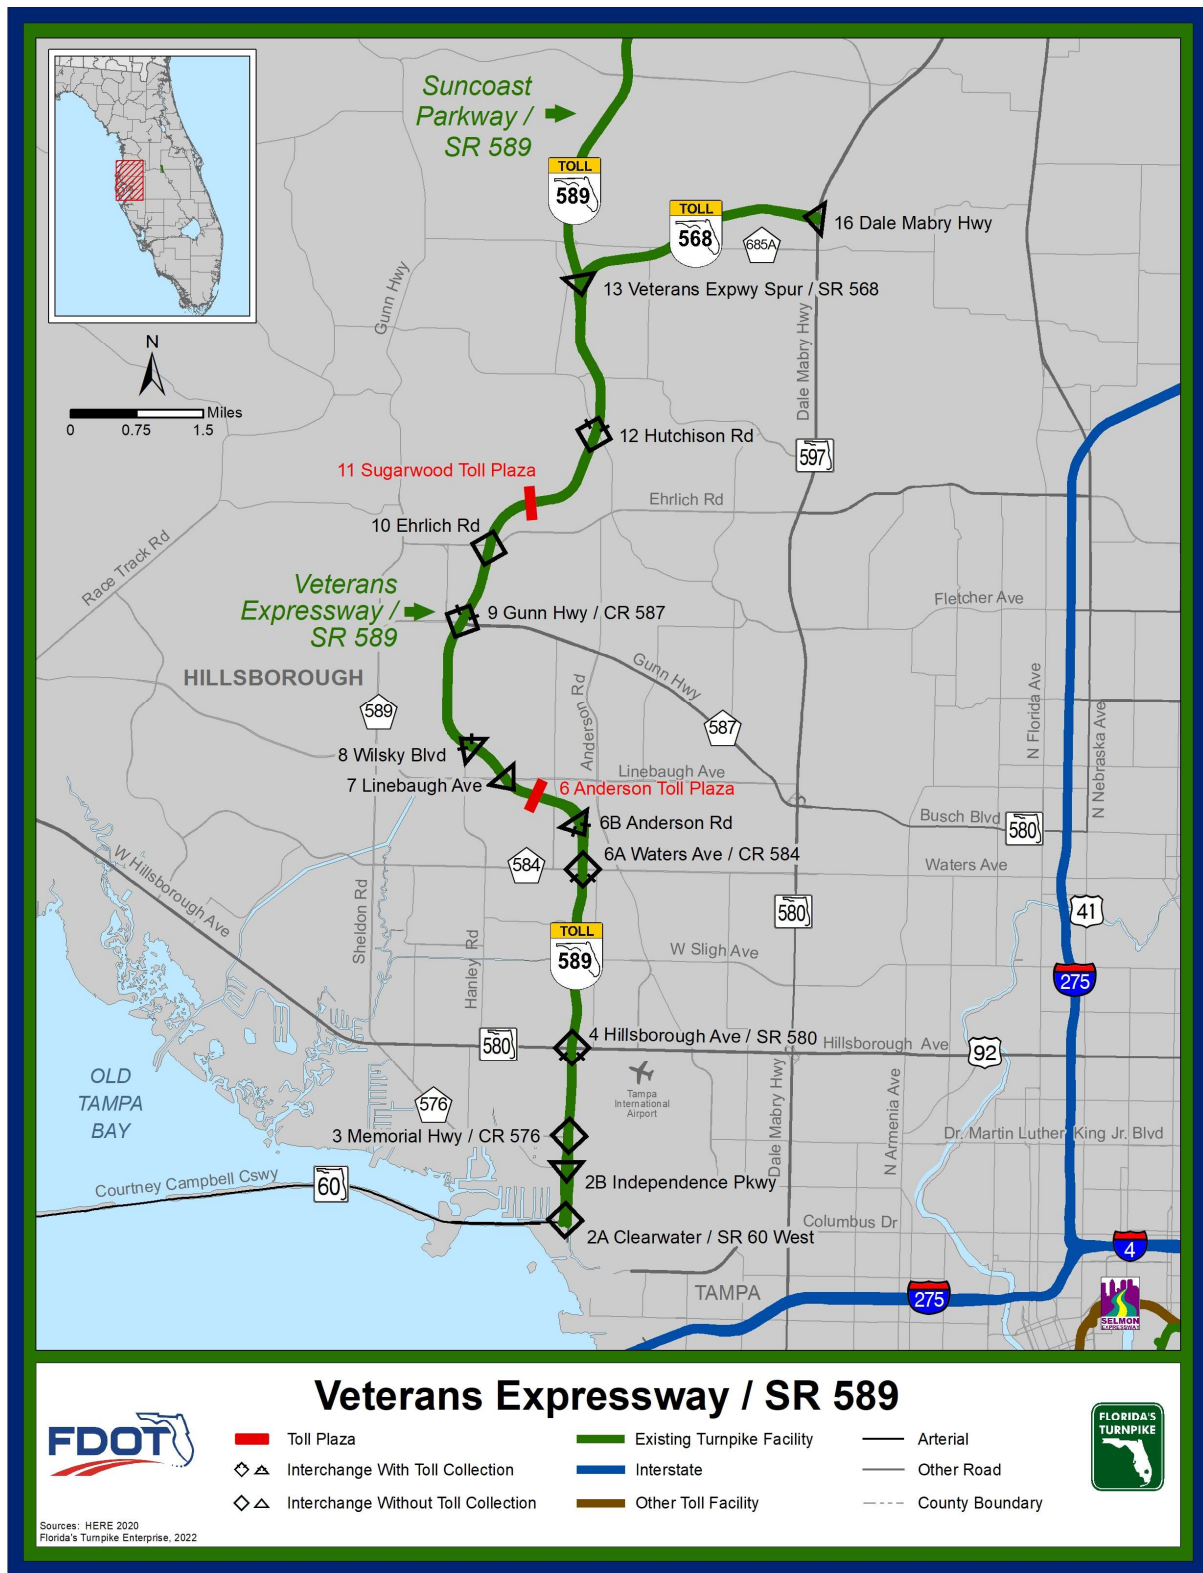 Suncoast
Parkway /
SR 589
TOLL
589
TOLL
568
685A
16 Dale Mabry Hwy
13 Veterans Expwy Spur / SR 568
Gunn Hwy
Dale Mabry Hwy
N
Miles
0 0.75 1.5
12 Hutchison Rd
597
11 Sugarwood Toll Plaza
Ehrlich Rd
10 Ehrlich Rd
Race Track Rd
Veterans
Expressway /
SR 589
9 Gunn Hwy / CR 587
Fletcher Ave
HILLSBOROUGH
Gunn Hwy
Anderson Rd
589
587
N Florida Ave
N Nebraska Ave
8 Wilsky Blvd
Linebaugh Ave
7 Linebaugh Ave
6 Anderson Toll Plaza
6B Anderson Rd
Busch Blvd
580
6A Waters Ave / CR 584
584
Waters Ave
W Hillsborough Ave
Sheldon Rd
Hanley Rd
580
41
TOLL
589
W Sligh Ave
275
580
4 Hillsborough Ave / SR 580
Hillsborough Ave
92
OLD
TAMPA
BAY
Tampa
International
Airport
576
Dale Mabry Hwy
N Armenia Ave
3 Memorial Hwy / CR 576
Dr. Martin Luther King Jr. Blvd
Courtney Campbell Cswy
60
2B Independence Pkwy
Columbus Dr
2A Clearwater / SR 60 West
4
TAMPA
275
SELMON
EXPRESSWAY
Veterans Expressway / SR 589
FDOT
Toll Plaza
Interchange With Toll Collection
Interchange Without Toll Collection
Existing Turnpike Facility
Interstate
Other Toll Facility
Arterial
Other Road
County Boundary
FLORIDA'S
TURNPIKE
Sources: HERE 2020
Florida's Turnpike Enterprise, 2022